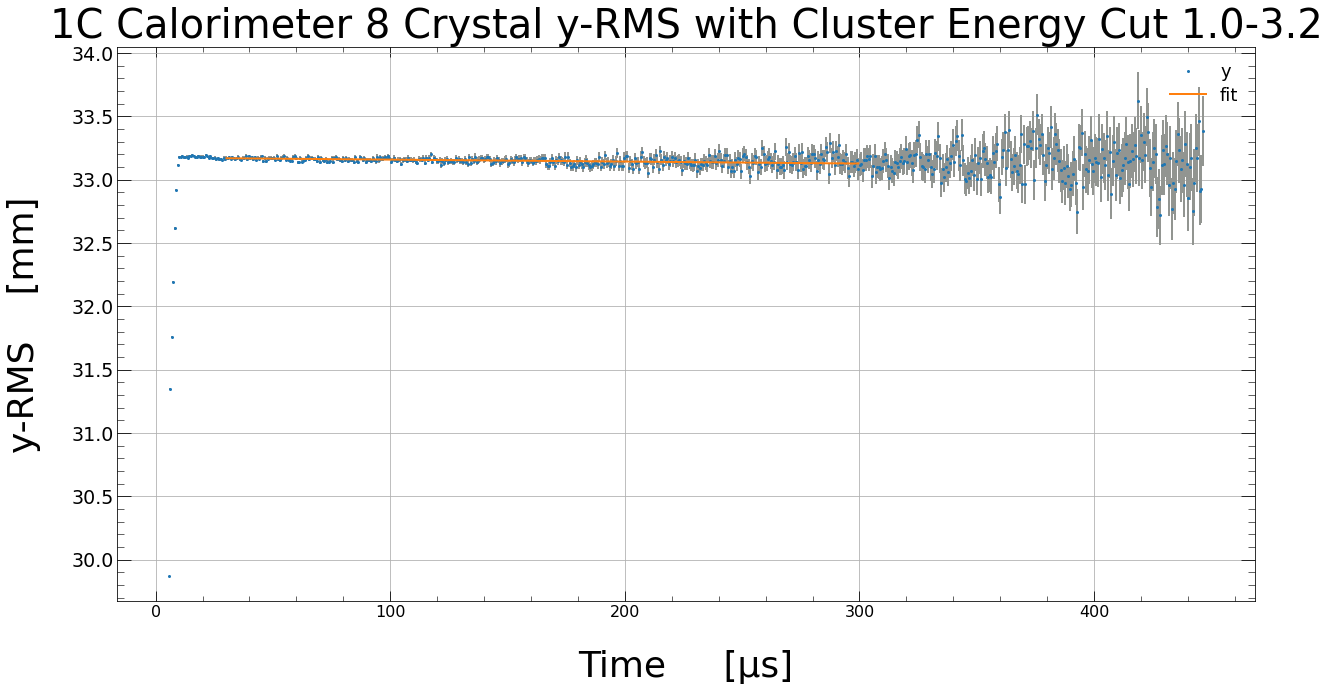 1C Calorimeter 8 Crystal y-RMS with Cluster Energy Cut 1.0-3.2
34.0
33.5
33.0
32.5
32.0
31.5
31.0
30.5
30.0
y-RMS [mm]
y
fit
0 100 200 300 400
Time [µs]